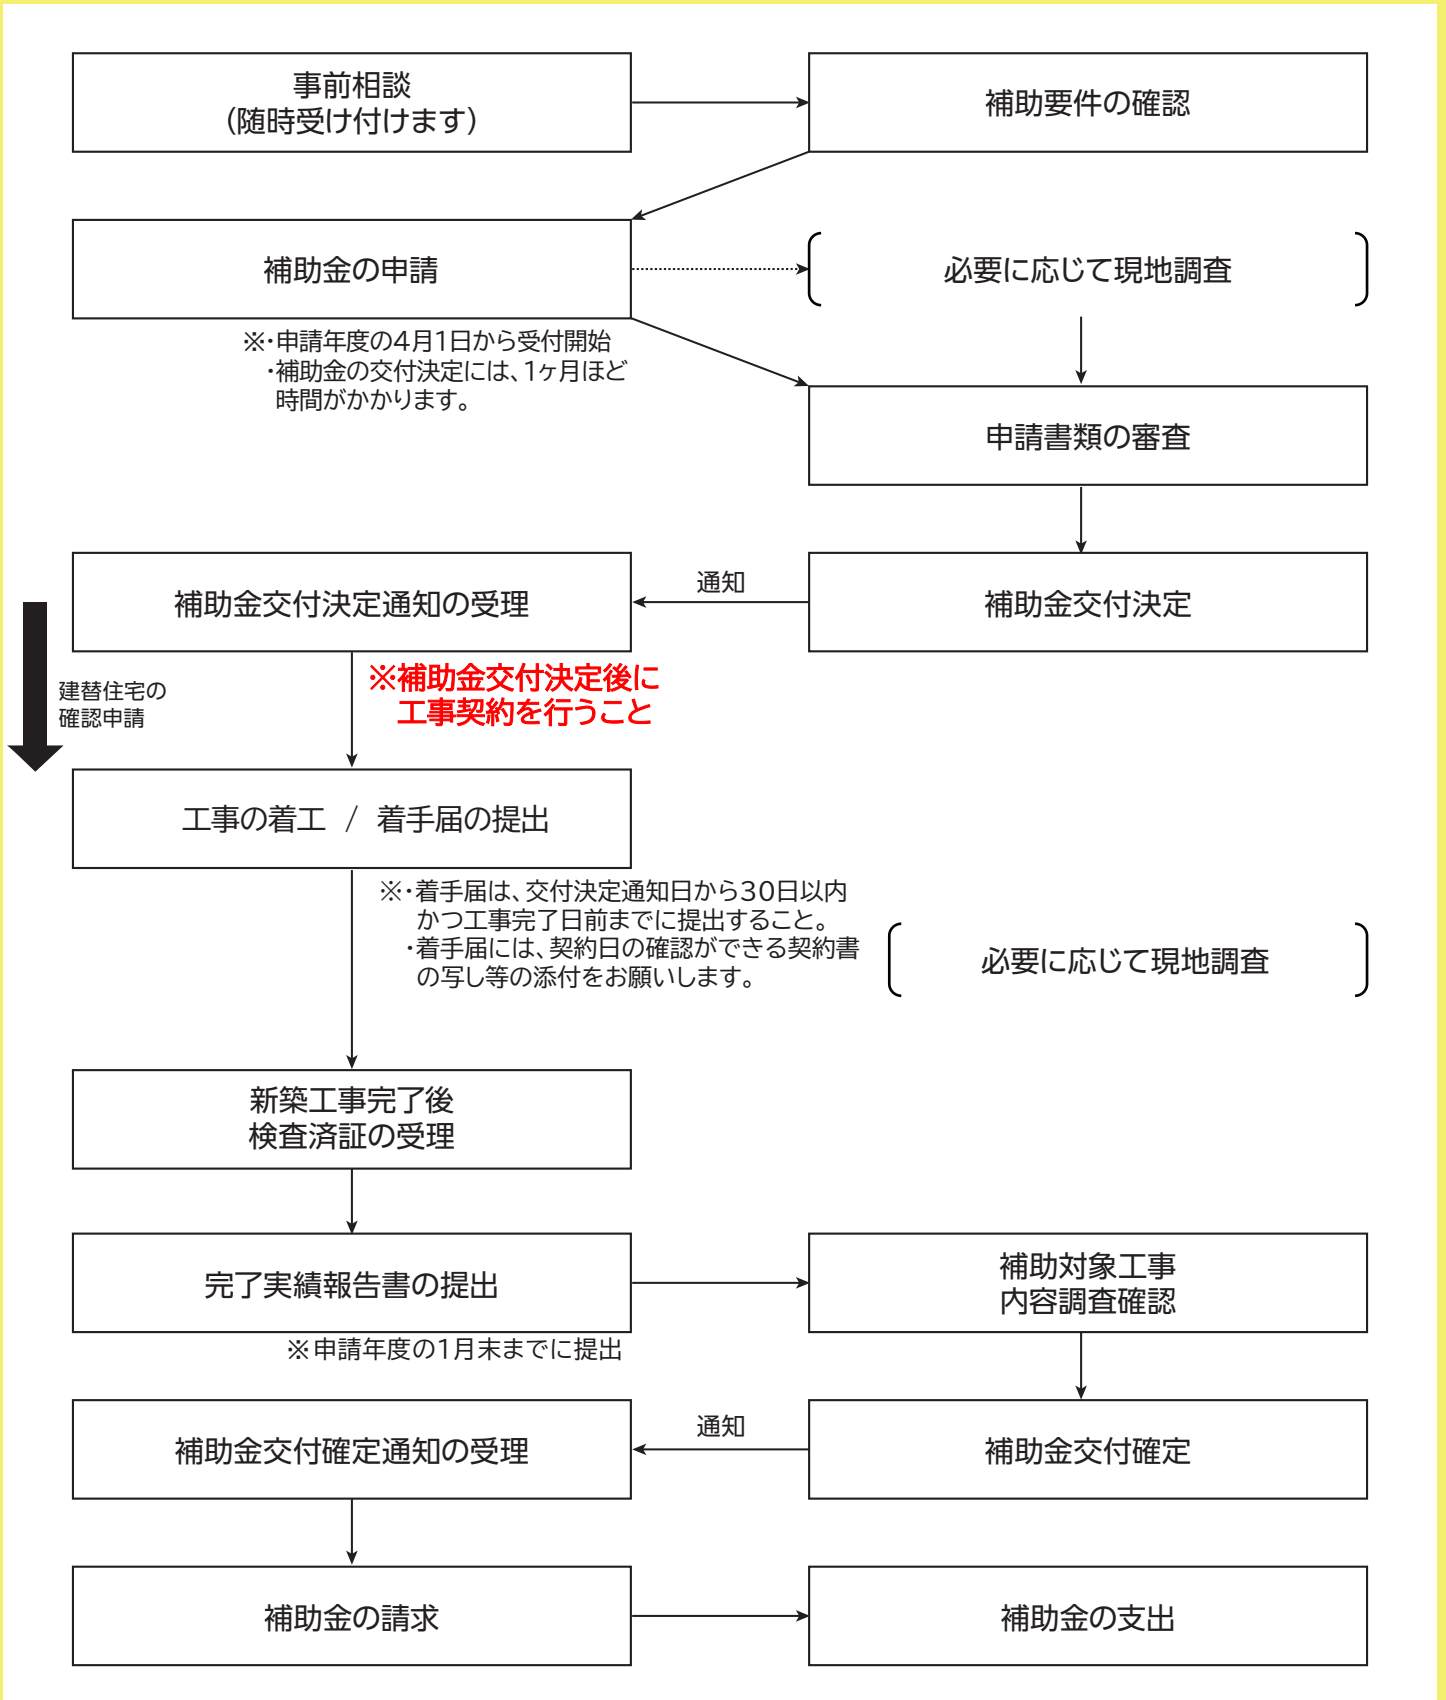 事前相談
（随時受け付けます）
補助要件の確認
補助金の申請
必要に応じて現地調査
※・申請年度の4月1日から受付開始
・補助金の交付決定には、1ヶ月ほど
時間がかかります。
申請書類の審査
補助金交付決定通知の受理
通知
補助金交付決定
建替住宅の
確認申請
※補助金交付決定後に
工事契約を行うこと
工事の着工 / 着手届の提出
※・着手届は、交付決定通知日から30日以内
かつ工事完了日前までに提出すること。
・着手届には、契約日の確認ができる契約書
の写し等の添付をお願いします。
必要に応じて現地調査
新築工事完了後
検査済証の受理
完了実績報告書の提出
補助対象工事
内容調査確認
※申請年度の1月末までに提出
補助金交付確定通知の受理
通知
補助金交付確定
補助金の請求
補助金の支出